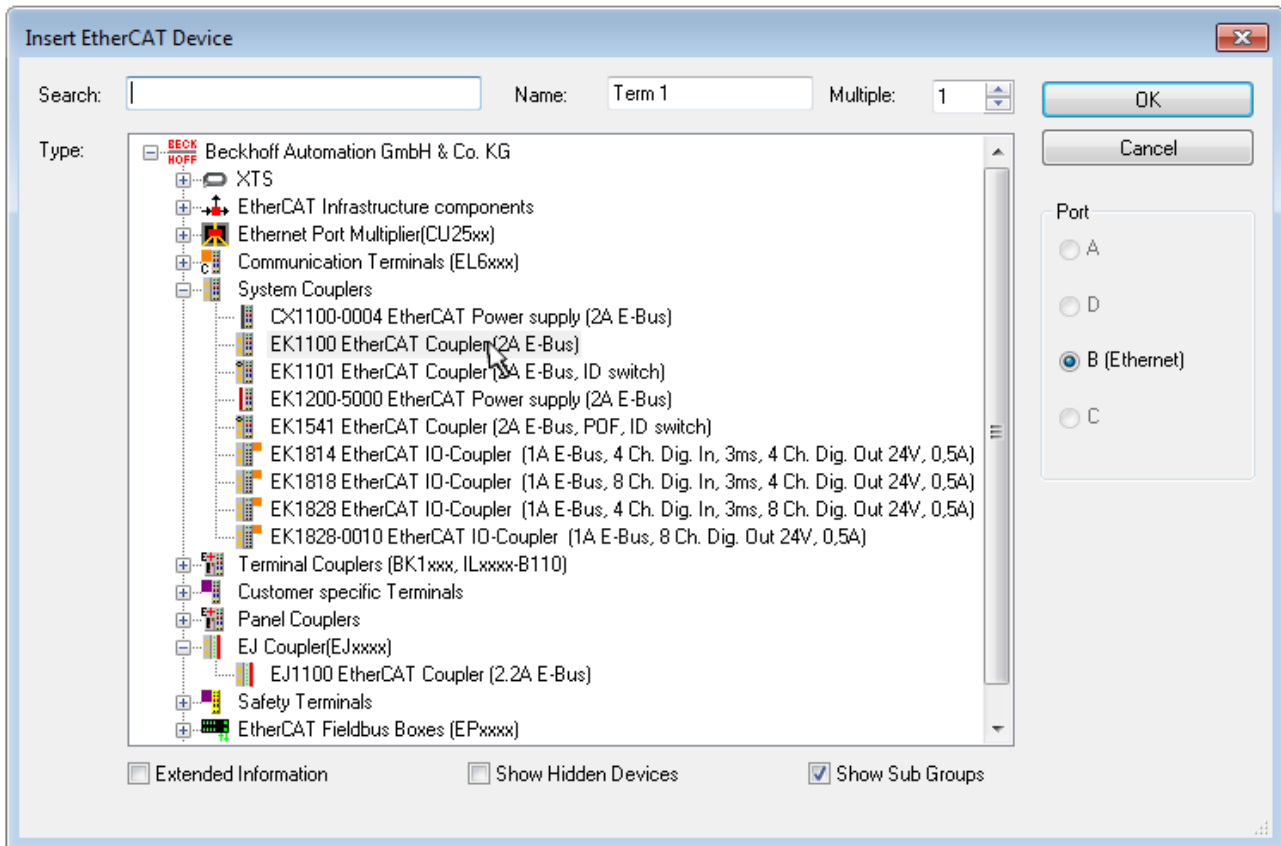 Insert EtherCAT Device
Search: Name: Term 1 Multiple: 1 OK
Type: Cancel
BECKHOFF Beckhoff Automation GmbH & Co. KG
XTS
EtherCAT Infrastructure components
Ethernet Port Multiplier(CU25xx)
Communication Terminals (EL6xxx)
System Couplers
CX1100-0004 EtherCAT Power supply (2A E-Bus)
EK1100 EtherCAT Coupler (2A E-Bus)
EK1101 EtherCAT Coupler (2A E-Bus, ID switch)
EK1200-5000 EtherCAT Power supply (2A E-Bus)
EK1541 EtherCAT Coupler (2A E-Bus, POF, ID switch)
EK1814 EtherCAT IO-Coupler (1A E-Bus, 4 Ch. Dig. In, 3ms, 4 Ch. Dig. Out 24V, 0,5A)
EK1818 EtherCAT IO-Coupler (1A E-Bus, 8 Ch. Dig. In, 3ms, 4 Ch. Dig. Out 24V, 0,5A)
EK1828 EtherCAT IO-Coupler (1A E-Bus, 4 Ch. Dig. In, 3ms, 8 Ch. Dig. Out 24V, 0,5A)
EK1828-0010 EtherCAT IO-Coupler (1A E-Bus, 8 Ch. Dig. Out 24V, 0,5A)
Terminal Couplers (BK1xxx, ILxxxx-B110)
Customer specific Terminals
Panel Couplers
EJ Coupler(EJxxxx)
EJ1100 EtherCAT Coupler (2.2A E-Bus)
Safety Terminals
EtherCAT Fieldbus Boxes (EPxxxx)
Port
A
D
B (Ethernet)
C
Extended Information Show Hidden Devices Show Sub Groups